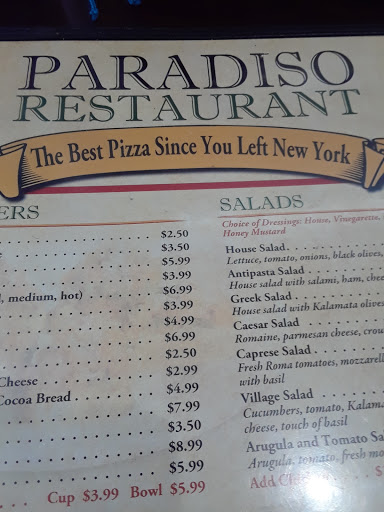 PARADISO
RESTAURANT
The Best Pizza Since You Left New York
ERS
$2.50
$3.50
$5.99
$3.99
, medium, hot) $6.99
$3.99
$4.99
$6.99
$2.50
Cheese $2.99
Cocoa Bread $4.99
$7.99
$3.50
$8.99
$5.99
Cup $3.99 Bowl $5.99
SALADS
Choice of Dressings: House, Vinegarette,
Honey Mustard
House Salad
Lettuce, tomato, onions, black olives,
Antipasta Salad
House salad with salami, ham, chee
Greek Salad
House salad with Kalamata olives
Caesar Salad
Romaine, parmesan cheese, crou
Caprese Salad
Fresh Roma tomatoes, mozzarell
with basil
Village Salad
Cucumbers, tomato, Kalama
cheese, touch of basil
Arugula and Tomato Sa
Arugula, tomato, fresh mo
Add